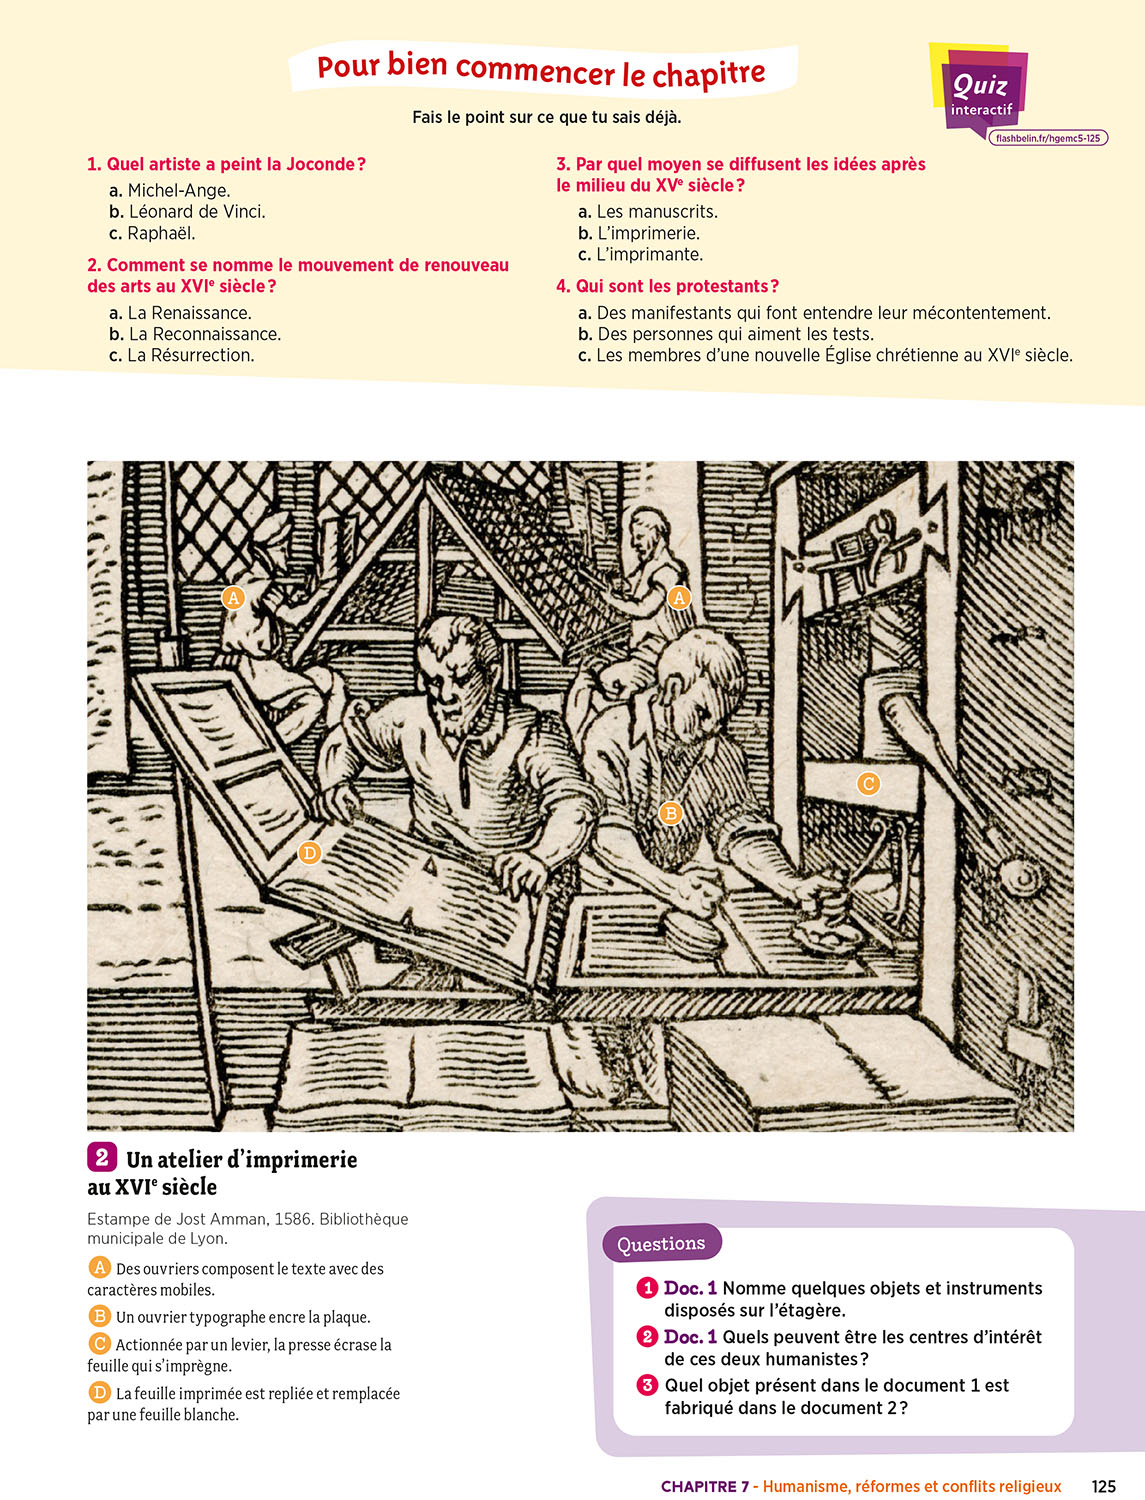 Pour bien commencer le chapitre
Fais le point sur ce que tu sais déjà.
Quiz
interactif
flashbelin.fr/hgemc5-125
1. Quel artiste a peint la Joconde ?
a. Michel-Ange.
b. Léonard de Vinci.
c. Raphaël.
2. Comment se nomme le mouvement de renouveau
des arts au XVIe siècle ?
a. La Renaissance.
b. La Reconnaissance.
c. La Résurrection.
3. Par quel moyen se diffusent les idées après
le milieu du XVe siècle ?
a. Les manuscrits.
b. L'imprimerie.
c. L'imprimante.
4. Qui sont les protestants ?
a. Des manifestants qui font entendre leur mécontentement.
b. Des personnes qui aiment les tests.
c. Les membres d'une nouvelle Église chrétienne au XVIe siècle.
A
A
C
B
D
2 Un atelier d'imprimerie
au XVIe siècle
Estampe de Jost Amman, 1586. Bibliothèque
municipale de Lyon.
A Des ouvriers composent le texte avec des
caractères mobiles.
B Un ouvrier typographe encre la plaque.
C Actionnée par un levier, la presse écrase la
feuille qui s'imprègne.
D La feuille imprimée est repliée et remplacée
par une feuille blanche.
Questions
1 Doc. 1 Nomme quelques objets et instruments
disposés sur l'étagère.
2 Doc. 1 Quels peuvent être les centres d'intérêt
de ces deux humanistes ?
3 Quel objet présent dans le document 1 est
fabriqué dans le document 2 ?
CHAPITRE 7 - Humanisme, réformes et conflits religieux 125